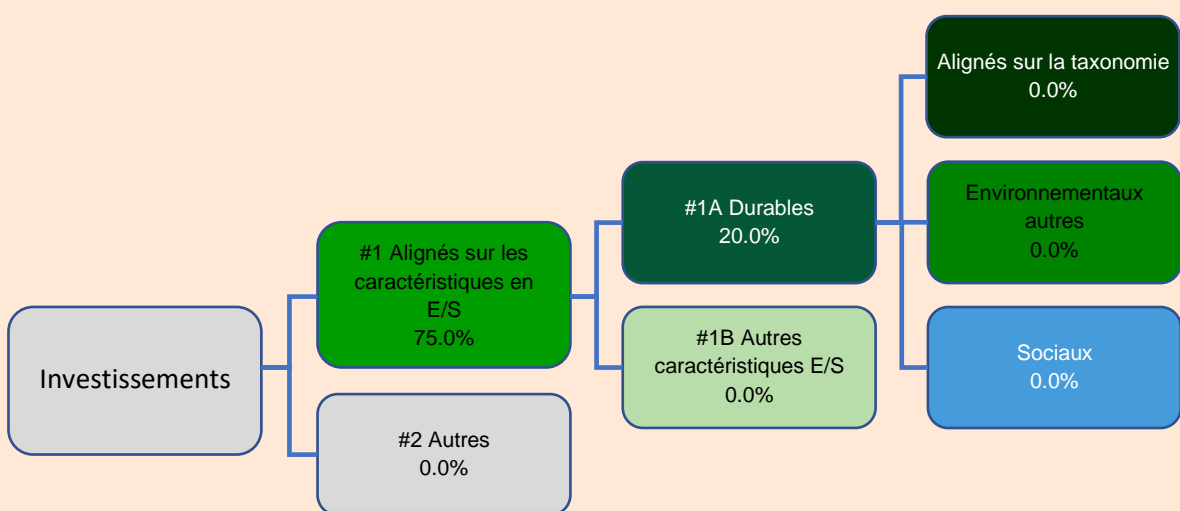 Investissements
#1 Alignés sur les
caractéristiques en
E/S
75.0%
#2 Autres
0.0%
#1A Durables
20.0%
#1B Autres
caractéristiques E/S
0.0%
Alignés sur la taxonomie
0.0%
Environnementaux
autres
0.0%
Sociaux
0.0%